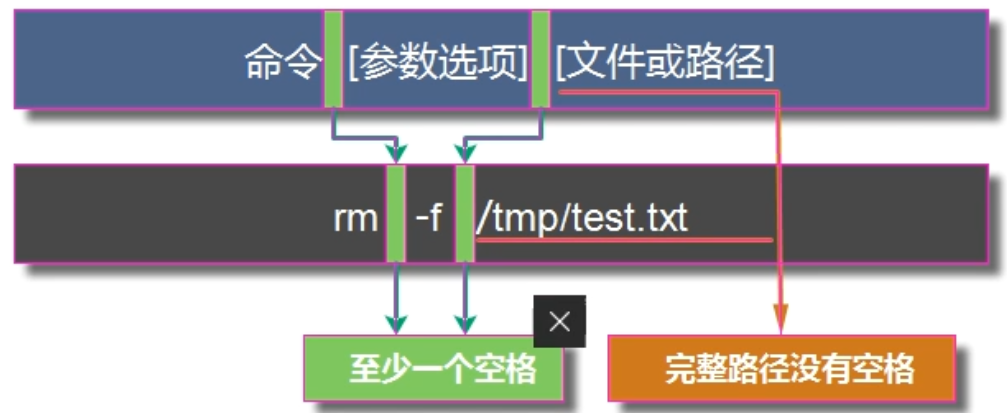 命令 [参数选项] [文件或路径]
rm -f /tmp/test.txt
至少一个空格 完整路径没有空格